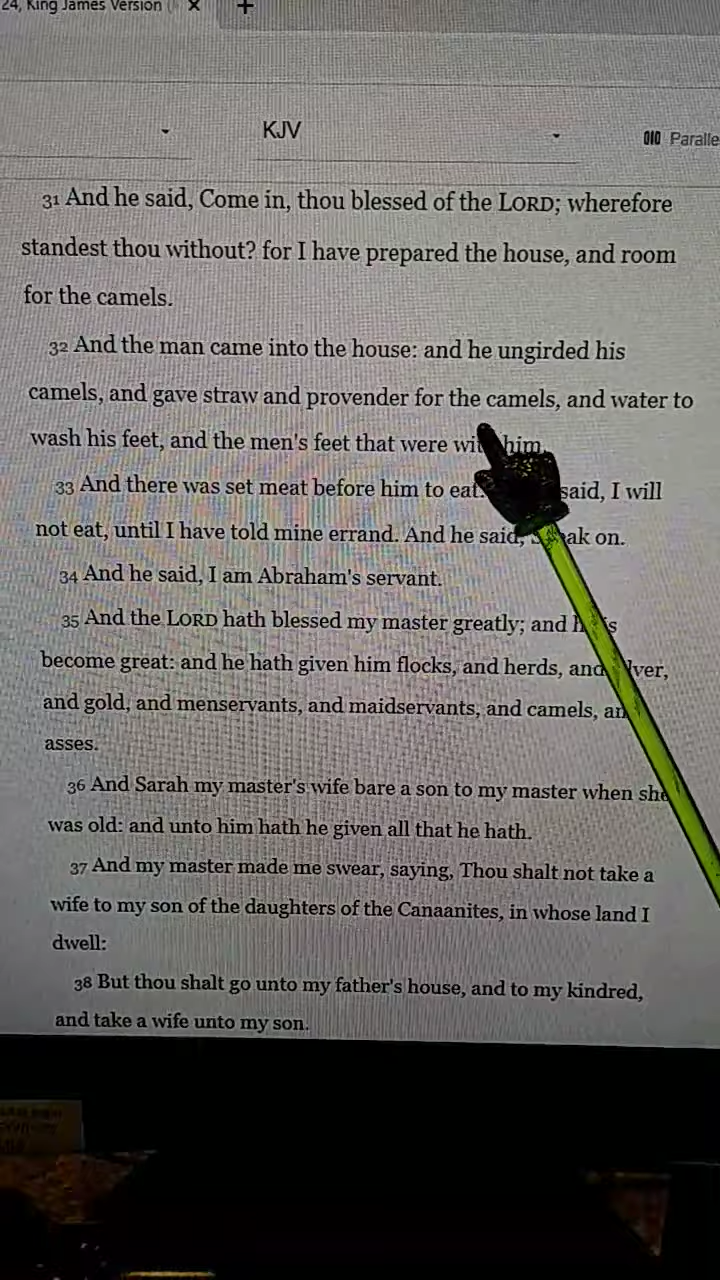 24, King James Version ( × +
KJV
Paralle
31 And he said, Come in, thou blessed of the LORD; wherefore
standest thou without? for I have prepared the house, and room
for the camels.
32 And the man came into the house: and he ungirded his
camels, and gave straw and provender for the camels, and water to
wash his feet, and the men's feet that were wi him.
33 And there was set meat before him to eat: said, I will
not eat, until I have told mine errand. And he said, ak on.
34 And he said, I am Abraham's servant.
35 And the LORD hath blessed my master greatly; and h is
become great: and he hath given him flocks, and herds, and lver,
and gold, and menservants, and maidservants, and camels, an
asses.
36 And Sarah my master's wife bare a son to my master when she
was old: and unto him hath he given all that he hath.
37 And my master made me swear, saying, Thou shalt not take a
wife to my son of the daughters of the Canaanites, in whose land I
dwell:
38 But thou shalt go unto my father's house, and to my kindred,
and take a wife unto my son.